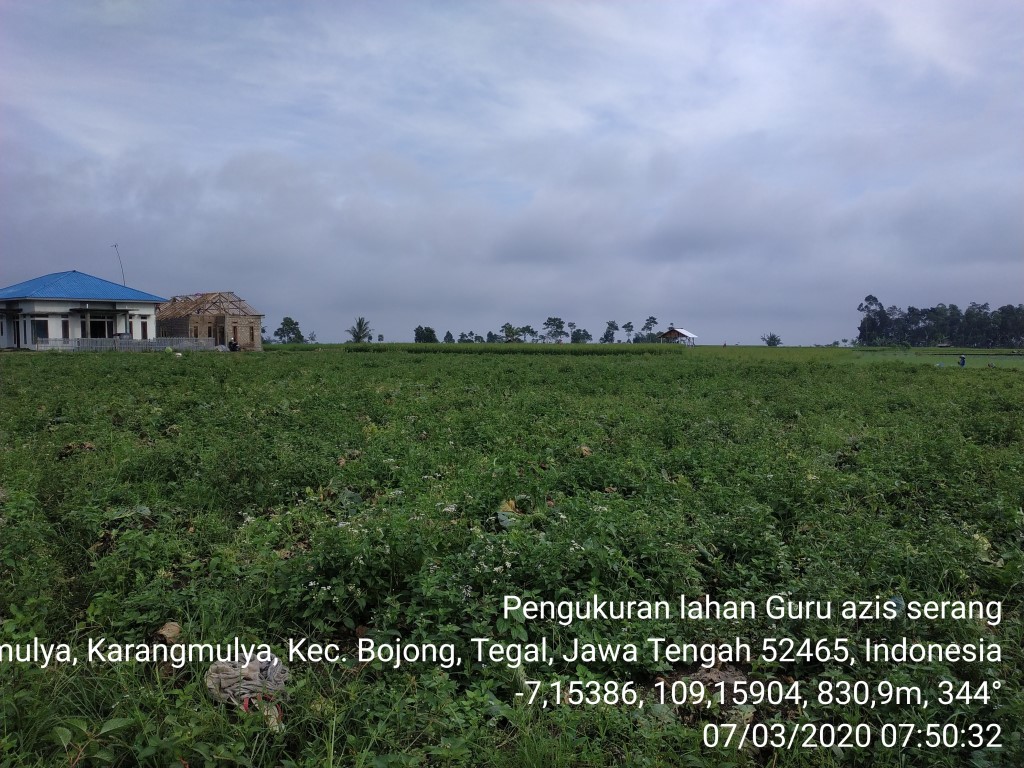 Pengukuran lahan Guru azis serang
mulya, Karangmulya, Kec. Bojong, Tegal, Jawa Tengah 52465, Indonesia
-7,15386, 109,15904, 830,9m, 344°
07/03/2020 07:50:32